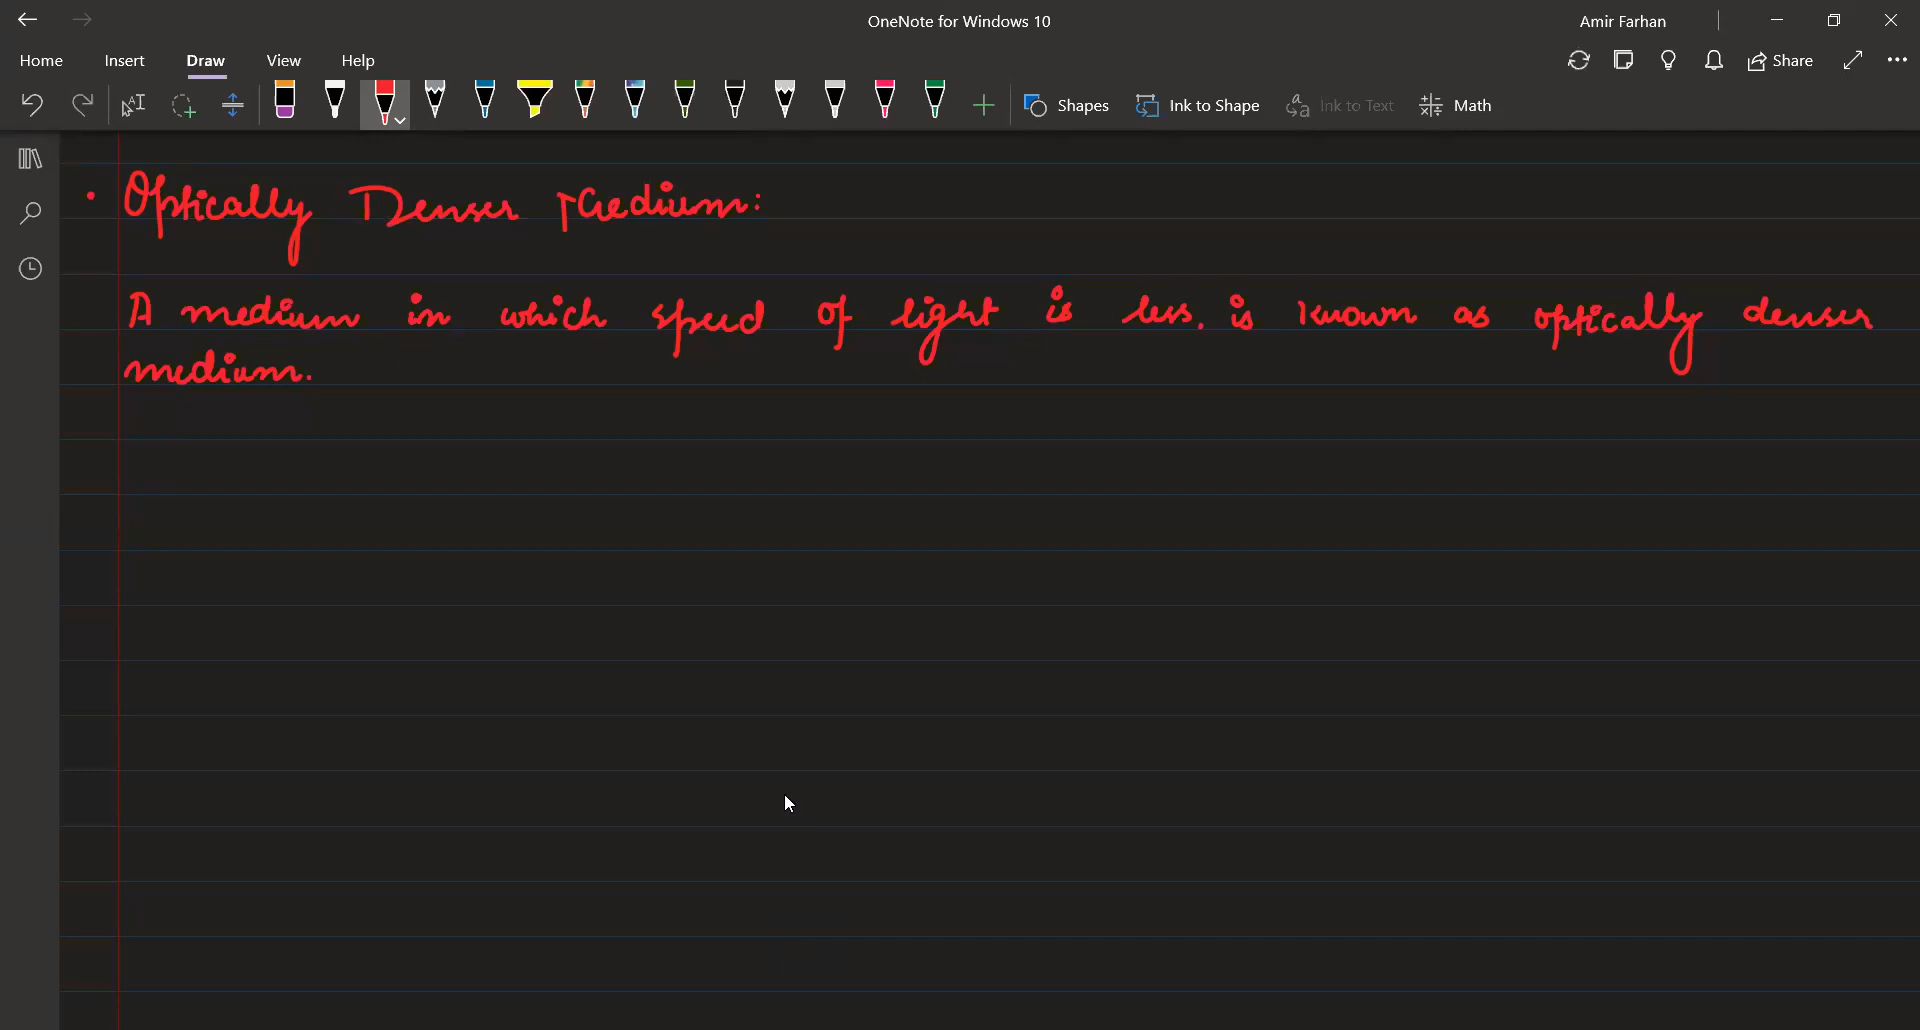 OneNote for Windows 10
Amir Farhan
Home Insert Draw View Help
Share
Shapes Ink to Shape Ink to Text Math
• Optically Denser Medium:
A medium in which speed of light is less. is known as optically denser
medium.